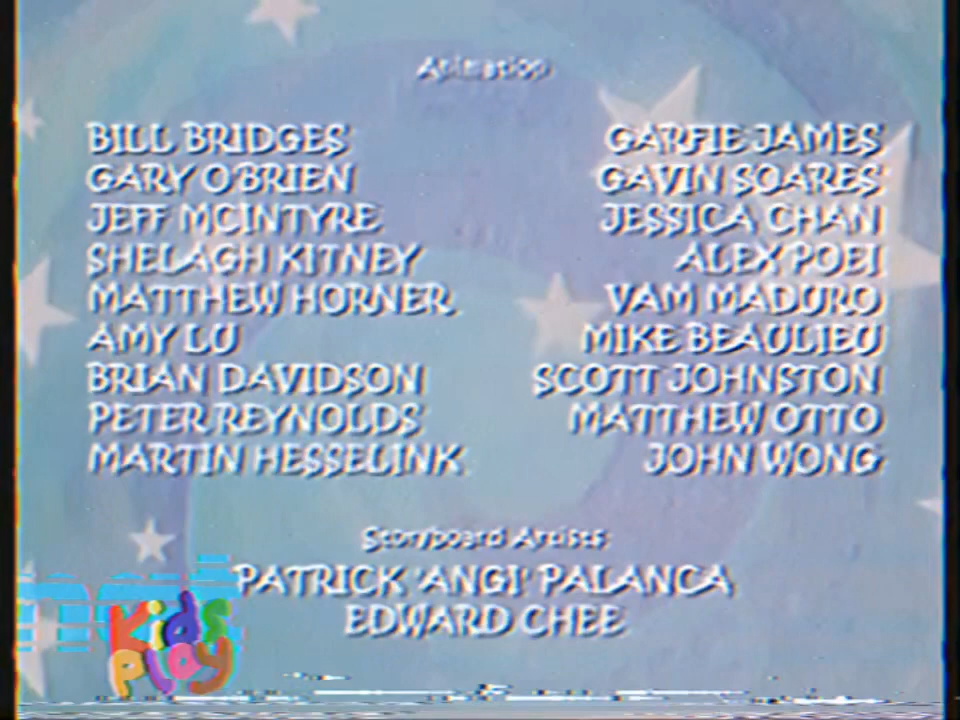 Animation
BILL BRIDGES GARFIE JAMES
GARY O'BRIEN GAVIN SOARES
JEFF MCINTYRE JESSICA CHAN
SHELAGH KITNEY ALEX POEI
MATTHEW HORNER VAM MADURO
AMY LU MIKE BEAULIEU
BRIAN DAVIDSON SCOTT JOHNSTON
PETER REYNOLDS MATTHEW OTTO
MARTIN HESSELINK JOHN WONG
Storyboard Artists
PATRICK 'ANGI' PALANCA
EDWARD CHEE
Kids
Play